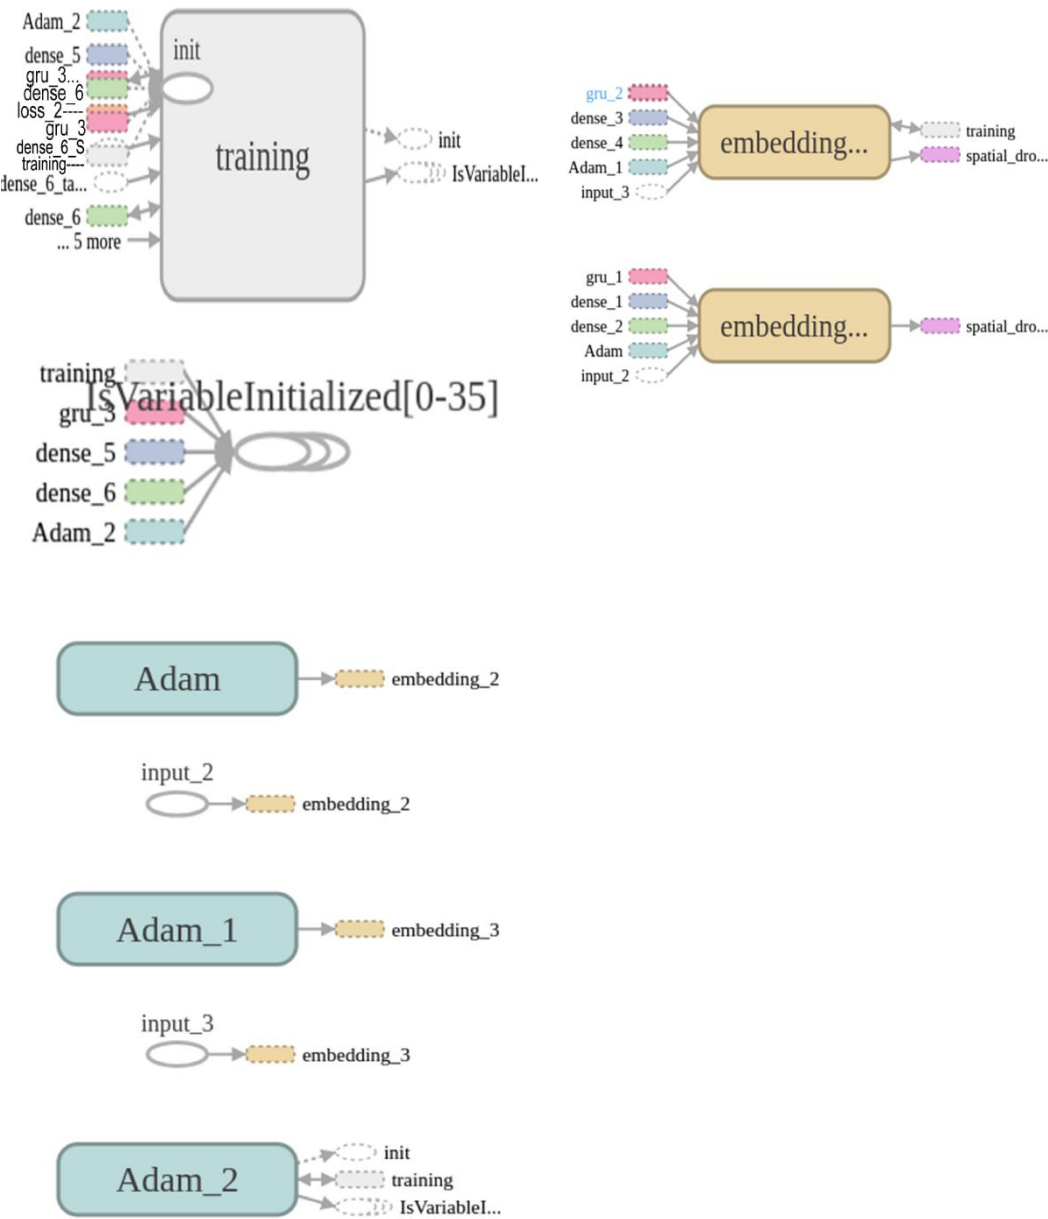 Adam_2
dense_5
gru_3...
dense_6
loss_2----
gru_3
dense_6_S
training----
dense_6_ta...
dense_6
... 5 more
init
training
init
IsVariableI...
gru_2
dense_3
dense_4
Adam_1
input_3
embedding...
training
spatial_dro...
gru_1
dense_1
dense_2
Adam
input_2
embedding...
spatial_dro...
training
IsVariableInitialized[0-35]
gru_3
dense_5
dense_6
Adam_2
Adam
embedding_2
input_2
embedding_2
Adam_1
embedding_3
input_3
embedding_3
Adam_2
init
training
IsVariableI...